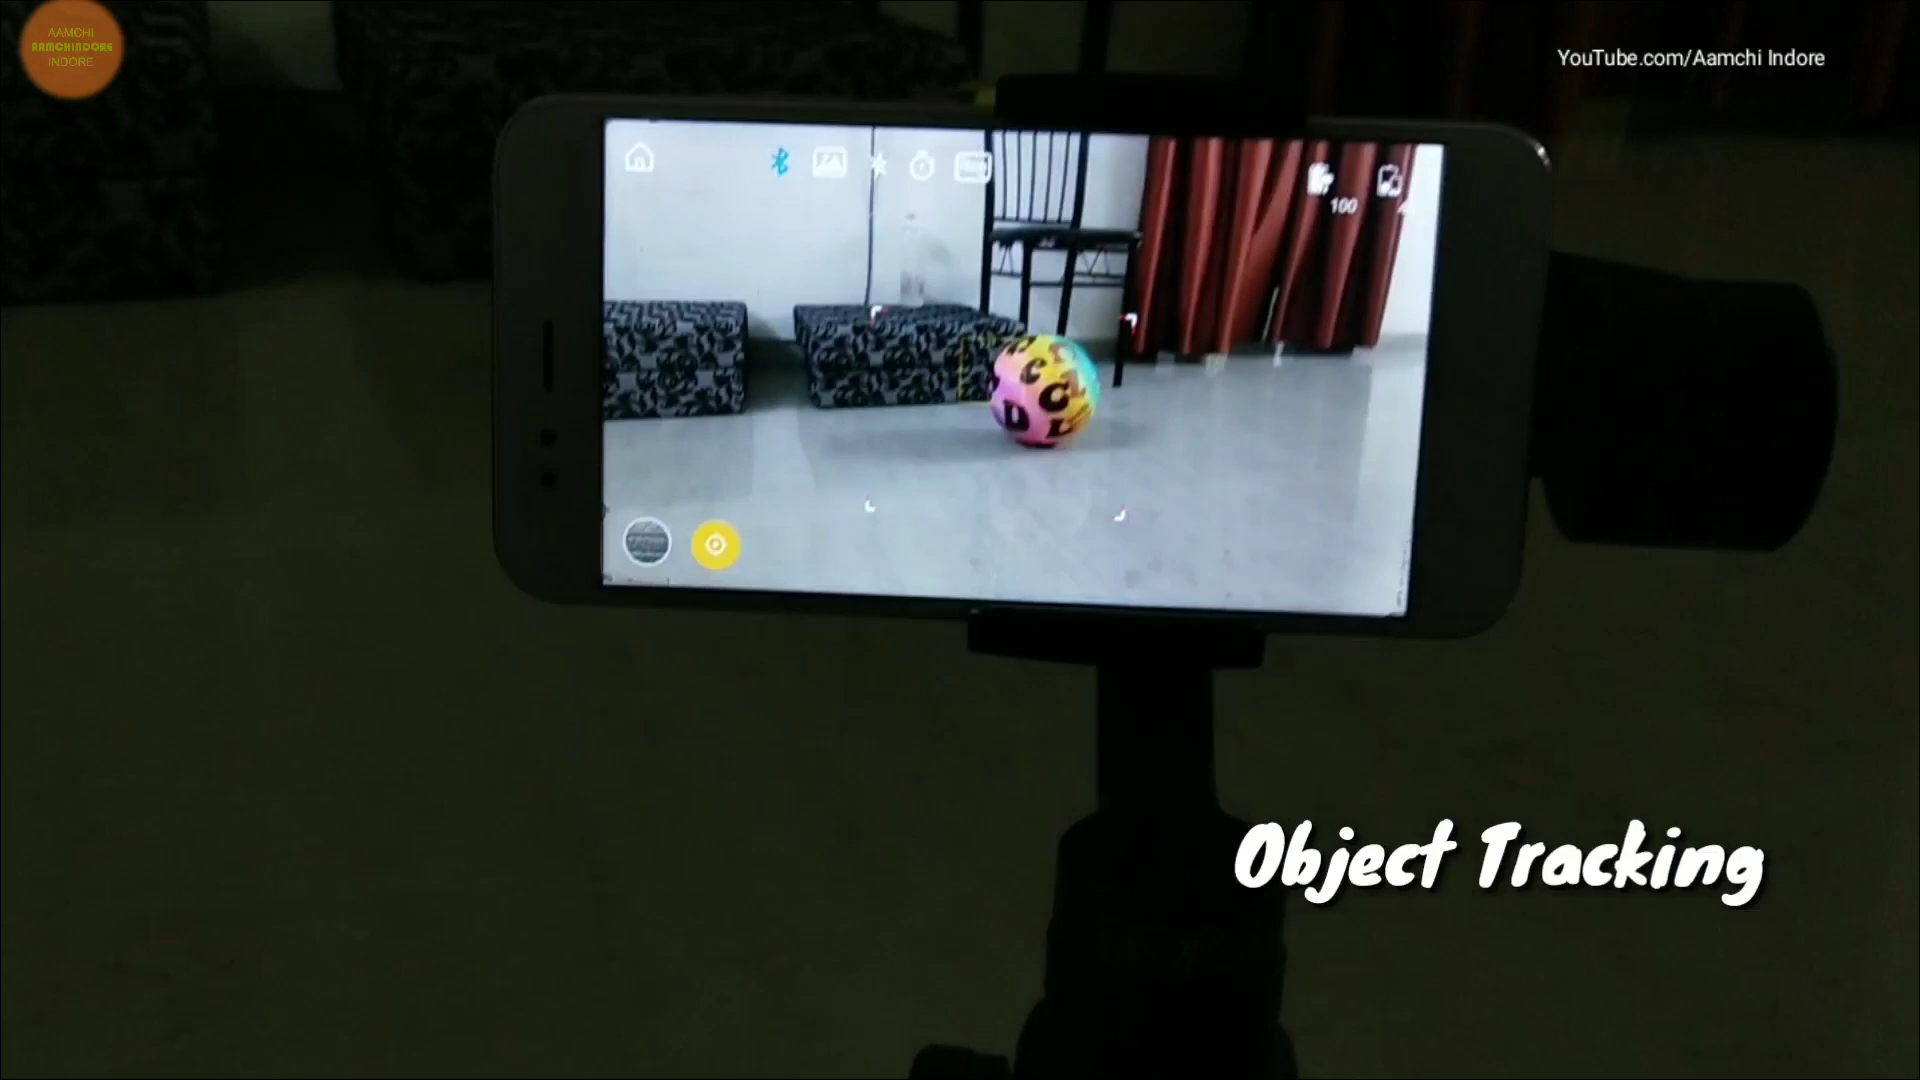 AAMCHI
AAMCHINDORE
INDORE
YouTube.com/Aamchi Indore
100
C
D
Object Tracking